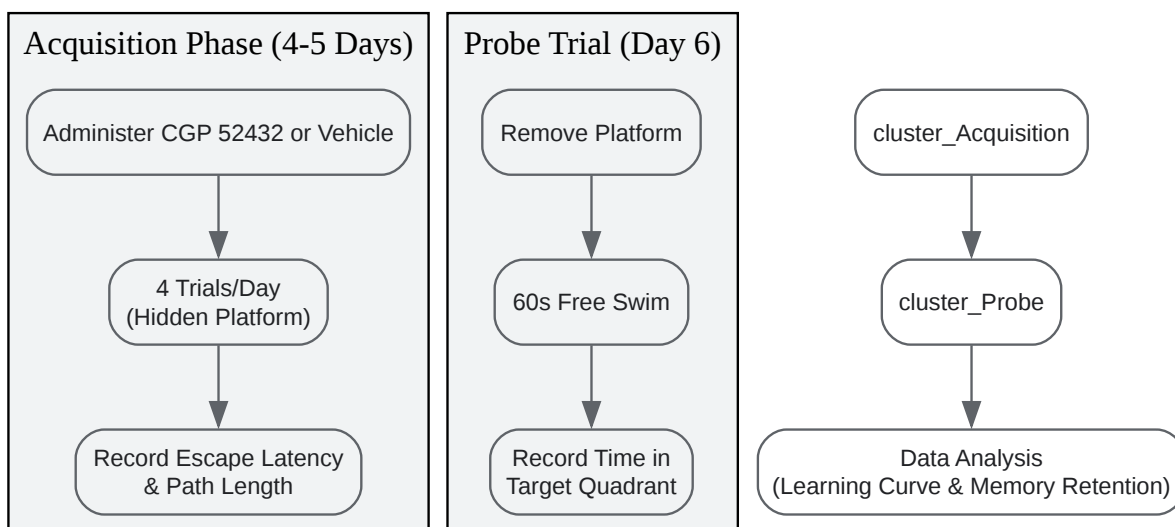 Acquisition Phase (4-5 Days)
Administer CGP 52432 or Vehicle
4 Trials/Day
(Hidden Platform)
Record Escape Latency
& Path Length
Probe Trial (Day 6)
Remove Platform
60s Free Swim
Record Time in
Target Quadrant
cluster_Acquisition
cluster_Probe
Data Analysis
(Learning Curve & Memory Retention)